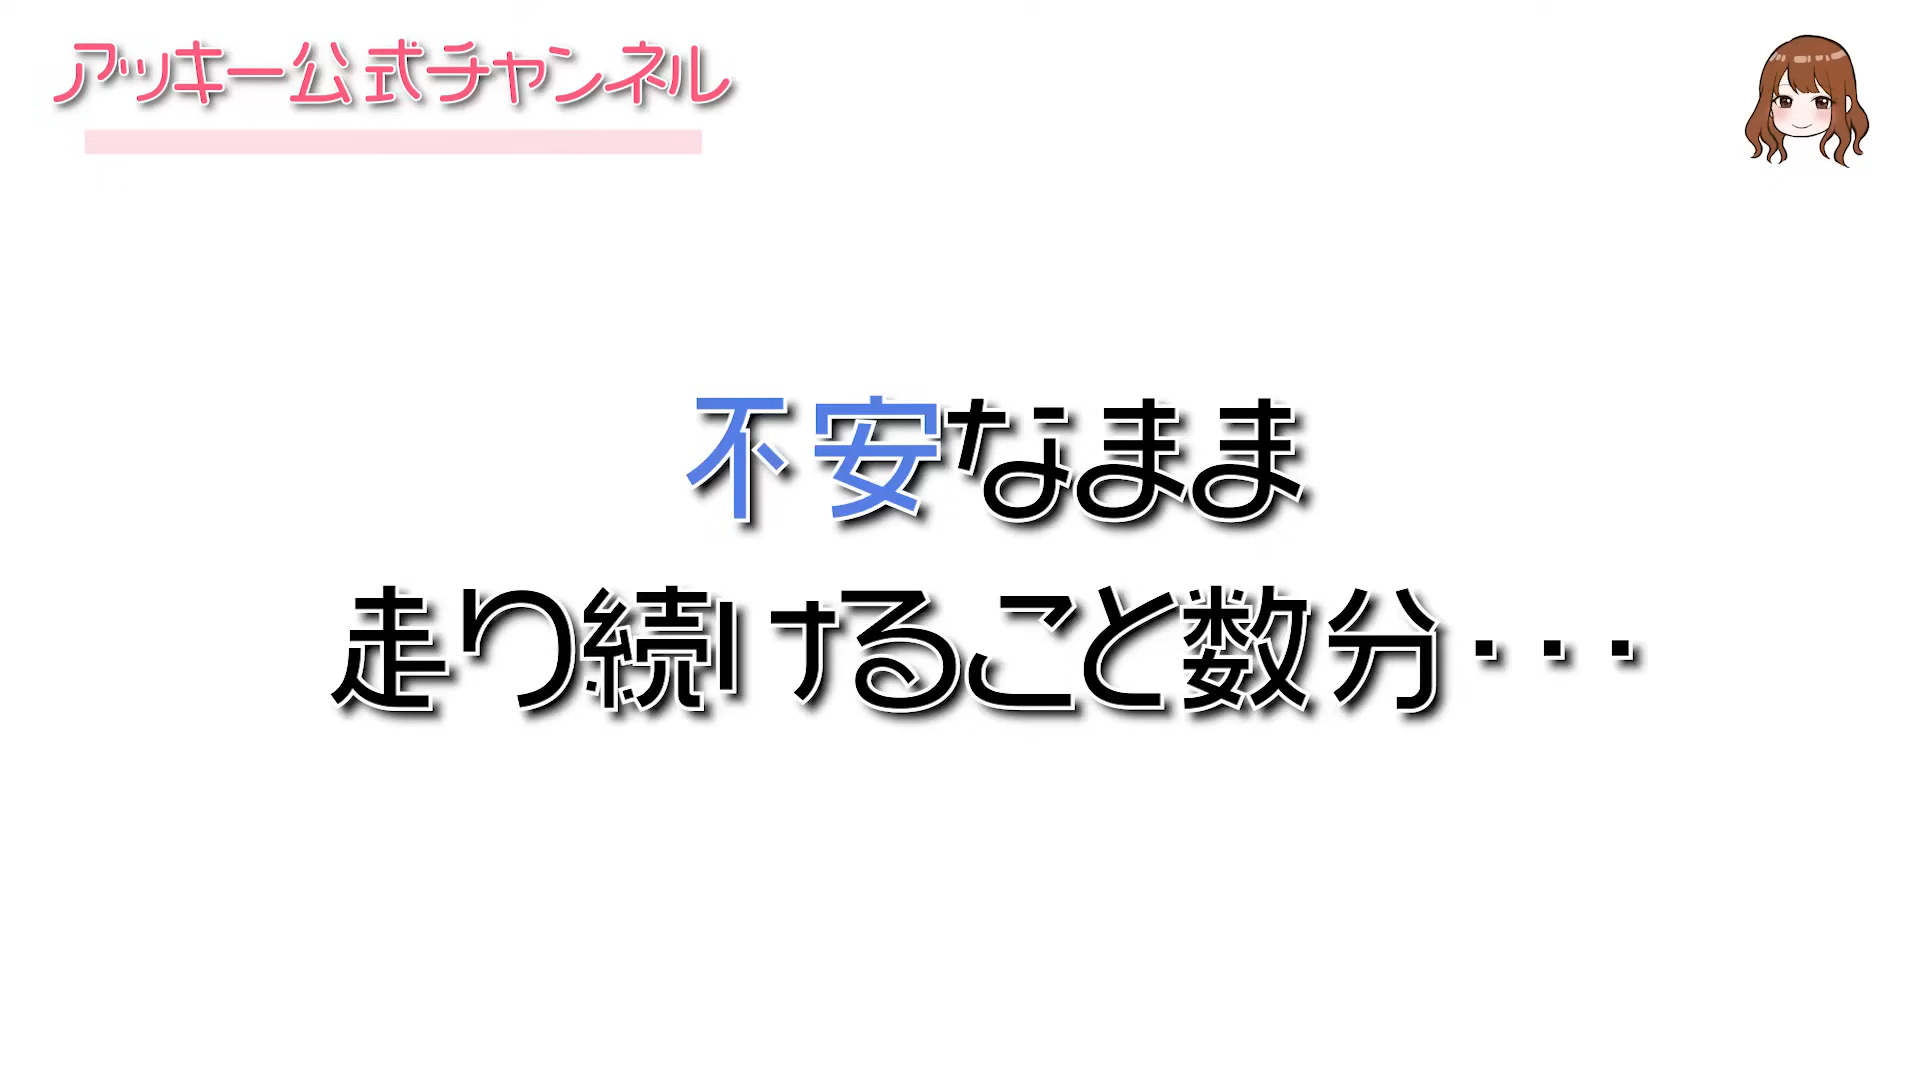 アッキー公式チャンネル
不安なまま
走り続けること数分・・・